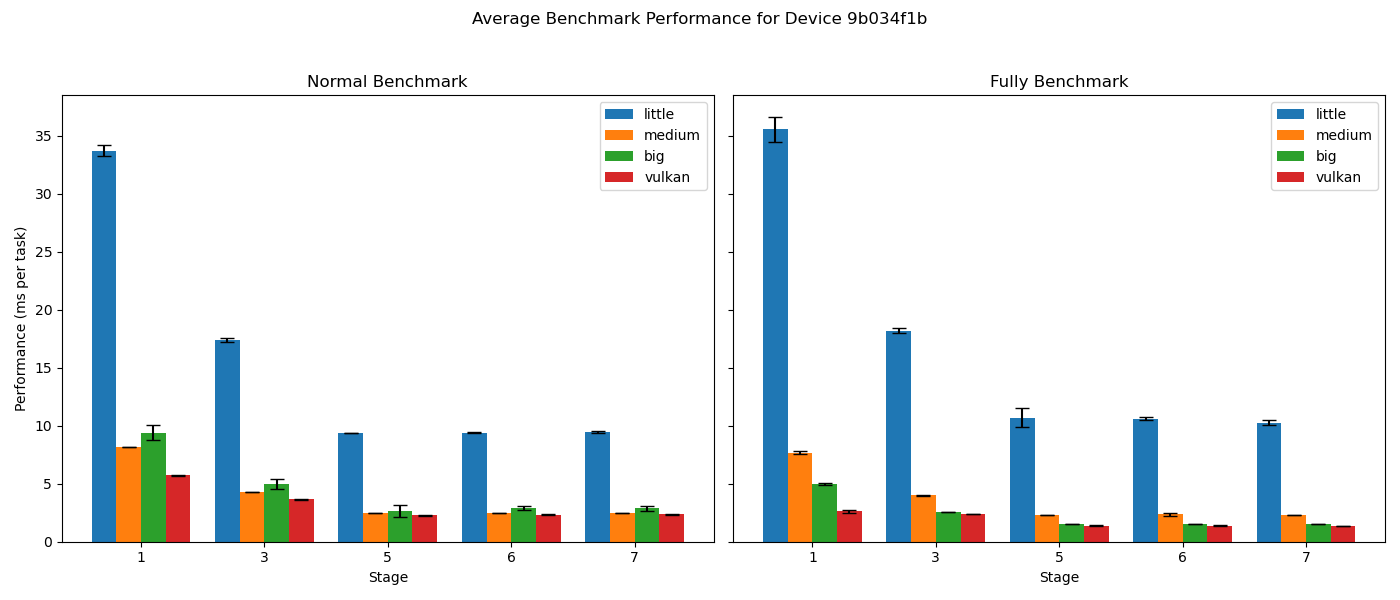 Average Benchmark Performance for Device 9b034f1b
Normal Benchmark
Performance (ms per task)
35
30
25
20
15
10
5
0
little
medium
big
vulkan
1 3 5 6 7
Stage
Fully Benchmark
little
medium
big
vulkan
1 3 5 6 7
Stage